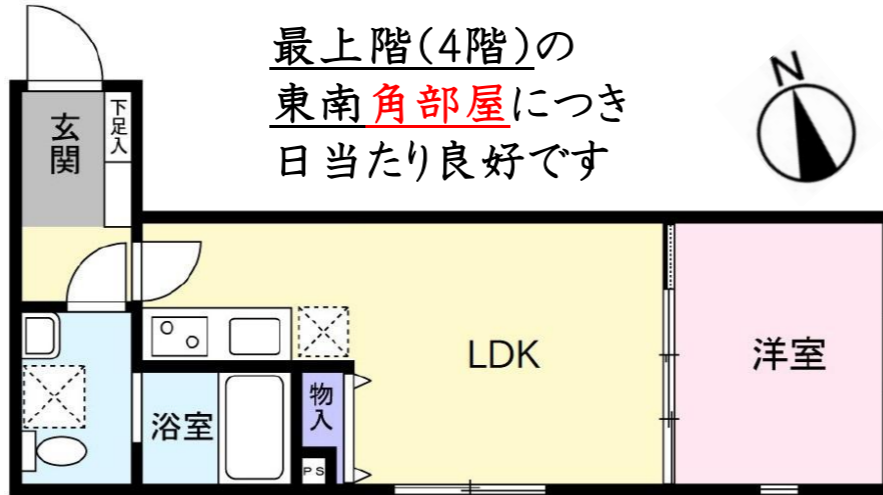 最上階(4階)の
東南角部屋につき
日当たり良好です
N
玄関
下足入
LDK
洋室
浴室
物入
PS